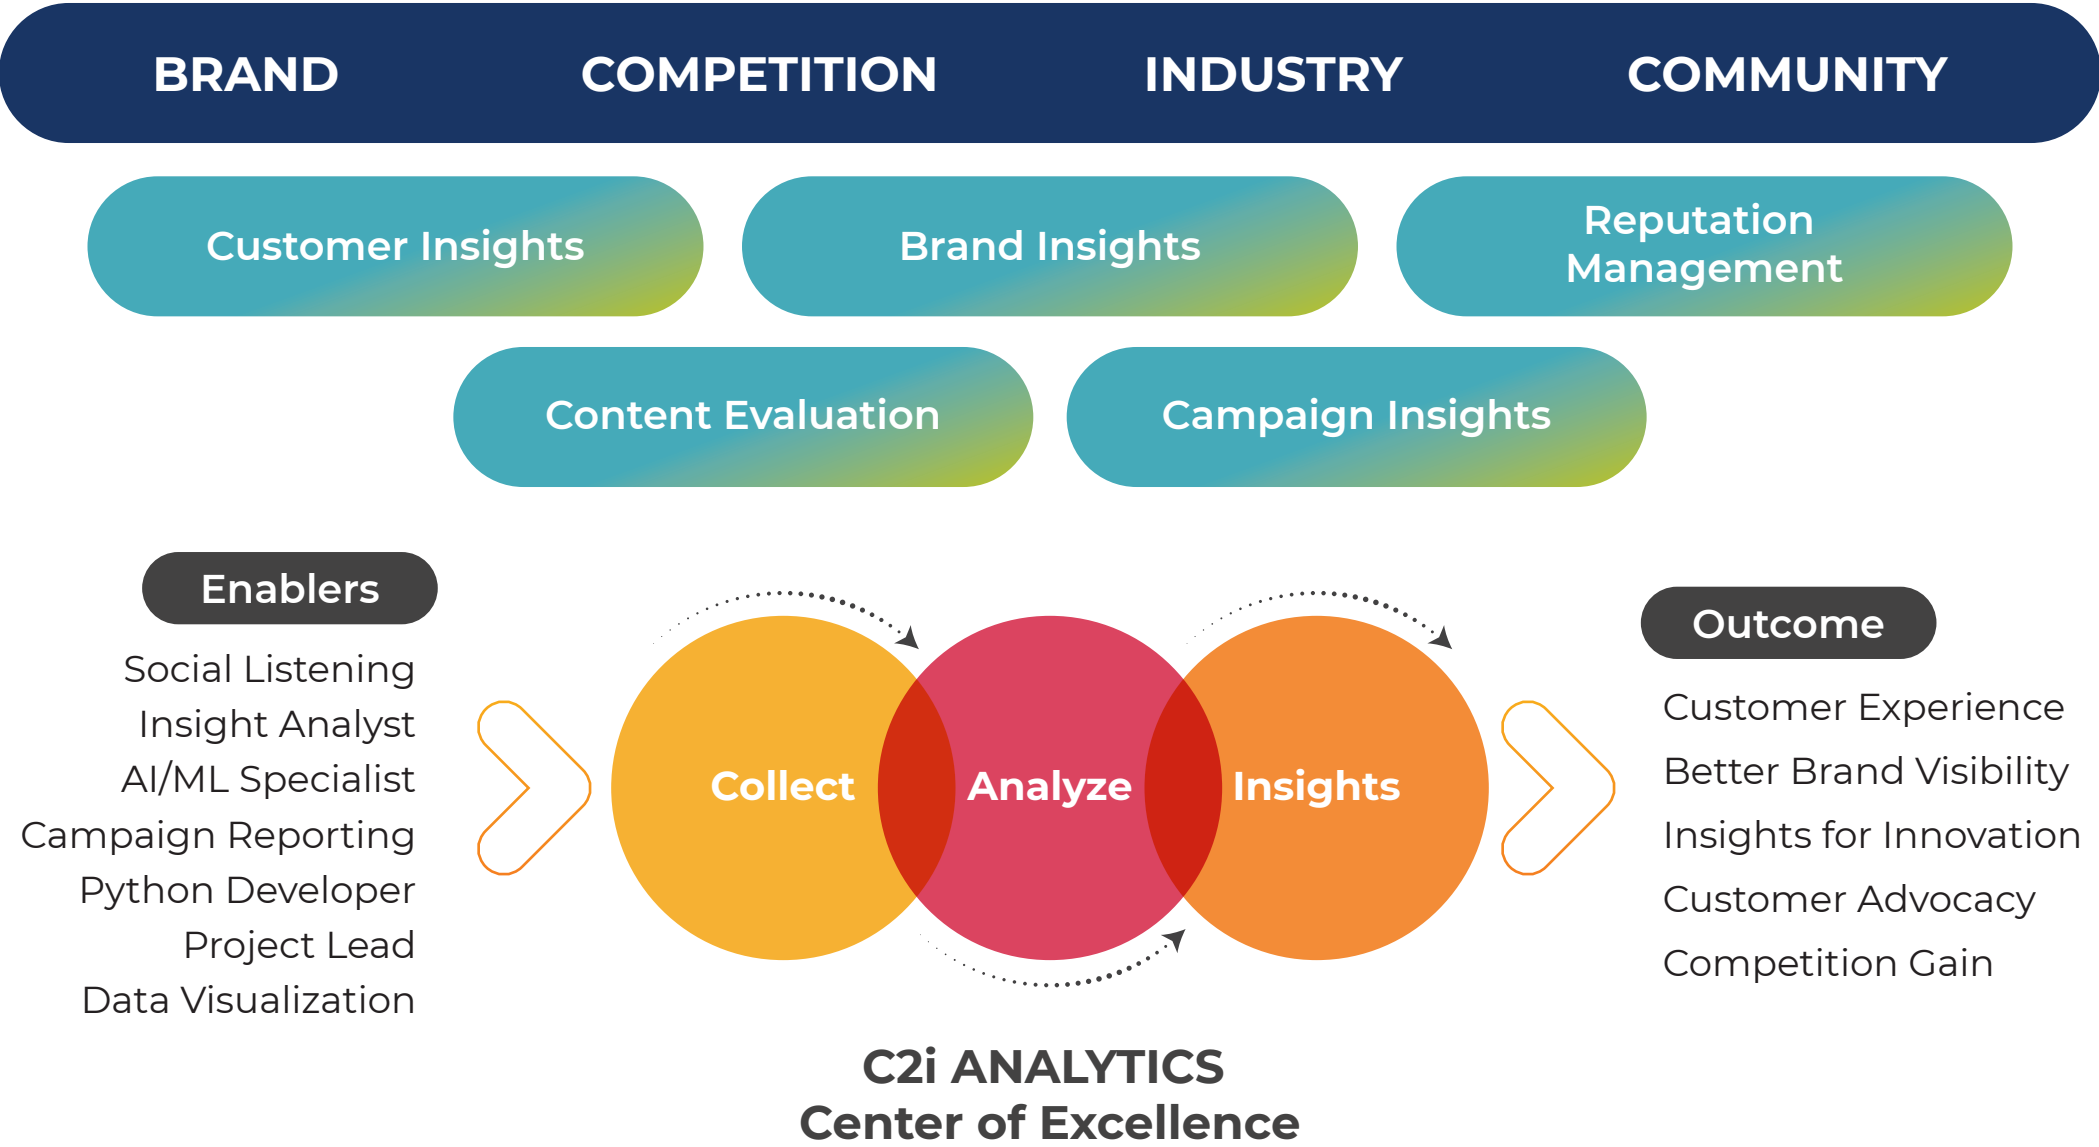 BRAND COMPETITION INDUSTRY COMMUNITY
Customer Insights
Brand Insights
Reputation
Management
Content Evaluation
Campaign Insights
Enablers
Social Listening
Insight Analyst
AI/ML Specialist
Campaign Reporting
Python Developer
Project Lead
Data Visualization
Collect
Analyze
Insights
Outcome
Customer Experience
Better Brand Visibility
Insights for Innovation
Customer Advocacy
Competition Gain
C2i ANALYTICS
Center of Excellence